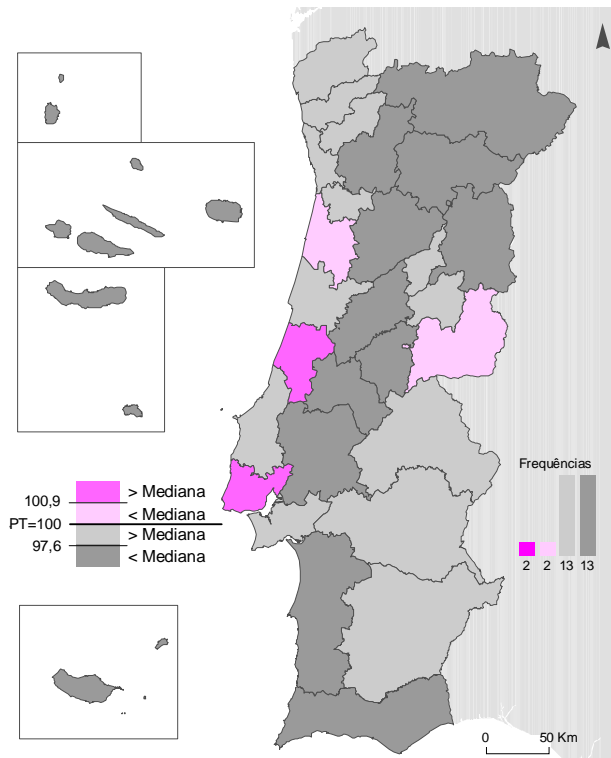 Frequências
2 2 13 13
> Mediana
100,9
< Mediana
PT=100
> Mediana
97,6
< Mediana
0 50 Km